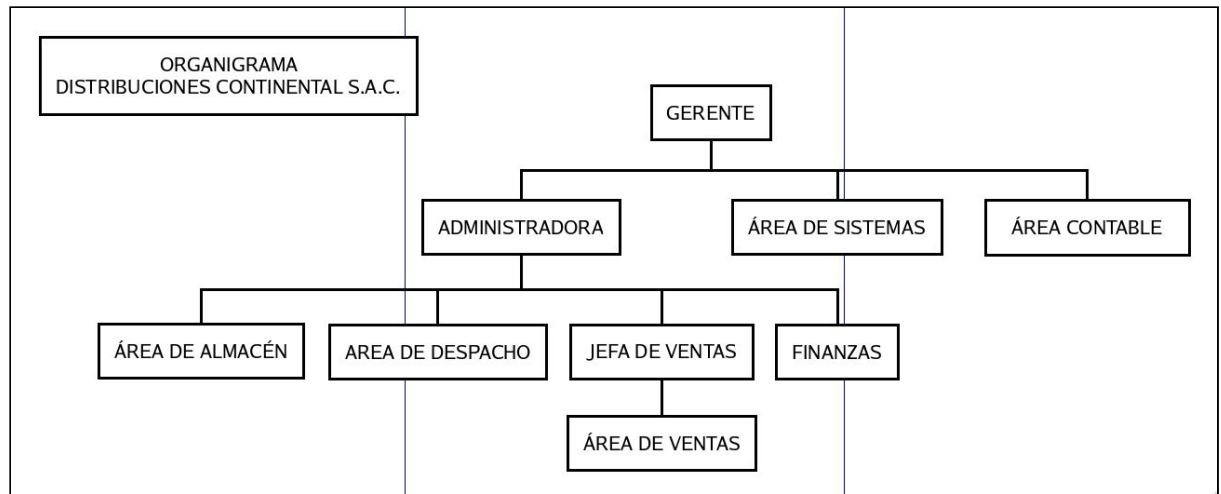 ORGANIGRAMA
DISTRIBUCIONES CONTINENTAL S.A.C.
GERENTE
ADMINISTRADORA
ÁREA DE SISTEMAS
ÁREA CONTABLE
ÁREA DE ALMACÉN
AREA DE DESPACHO
JEFA DE VENTAS
FINANZAS
ÁREA DE VENTAS